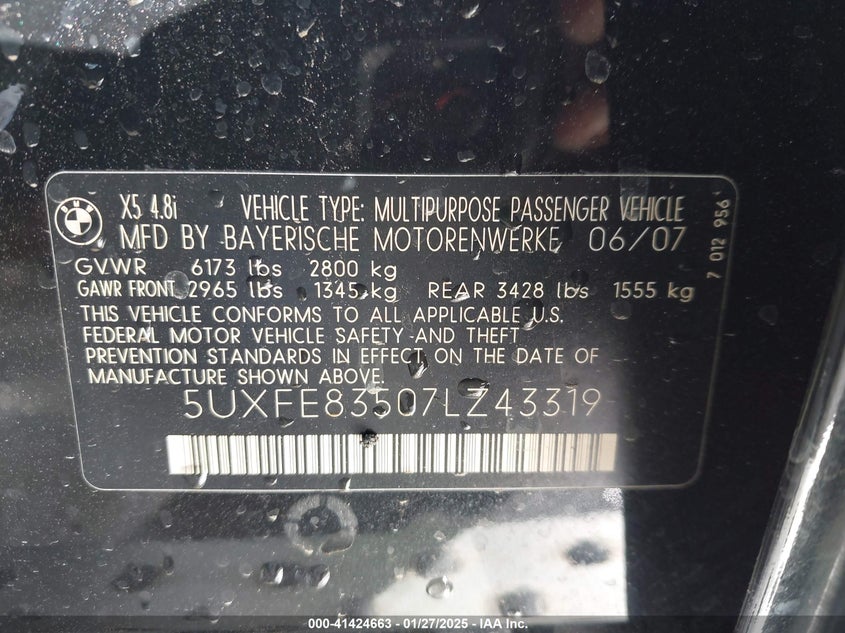 BMW X5 4.8i VEHICLE TYPE: MULTIPURPOSE PASSENGER VEHICLE
MFD BY BAYERISCHE MOTORENWERKE 06/07
GVWR 6173 lbs 2800 kg
GAWR FRONT 2965 lbs 1345 kg REAR 3428 lbs 1555 kg
THIS VEHICLE CONFORMS TO ALL APPLICABLE U.S.
FEDERAL MOTOR VEHICLE SAFETY AND THEFT
PREVENTION STANDARDS IN EFFECT ON THE DATE OF
MANUFACTURE SHOWN ABOVE.
5UXFE83507LZ43319
7 012 956
000-41424663 - 01/27/2025 - IAA Inc.